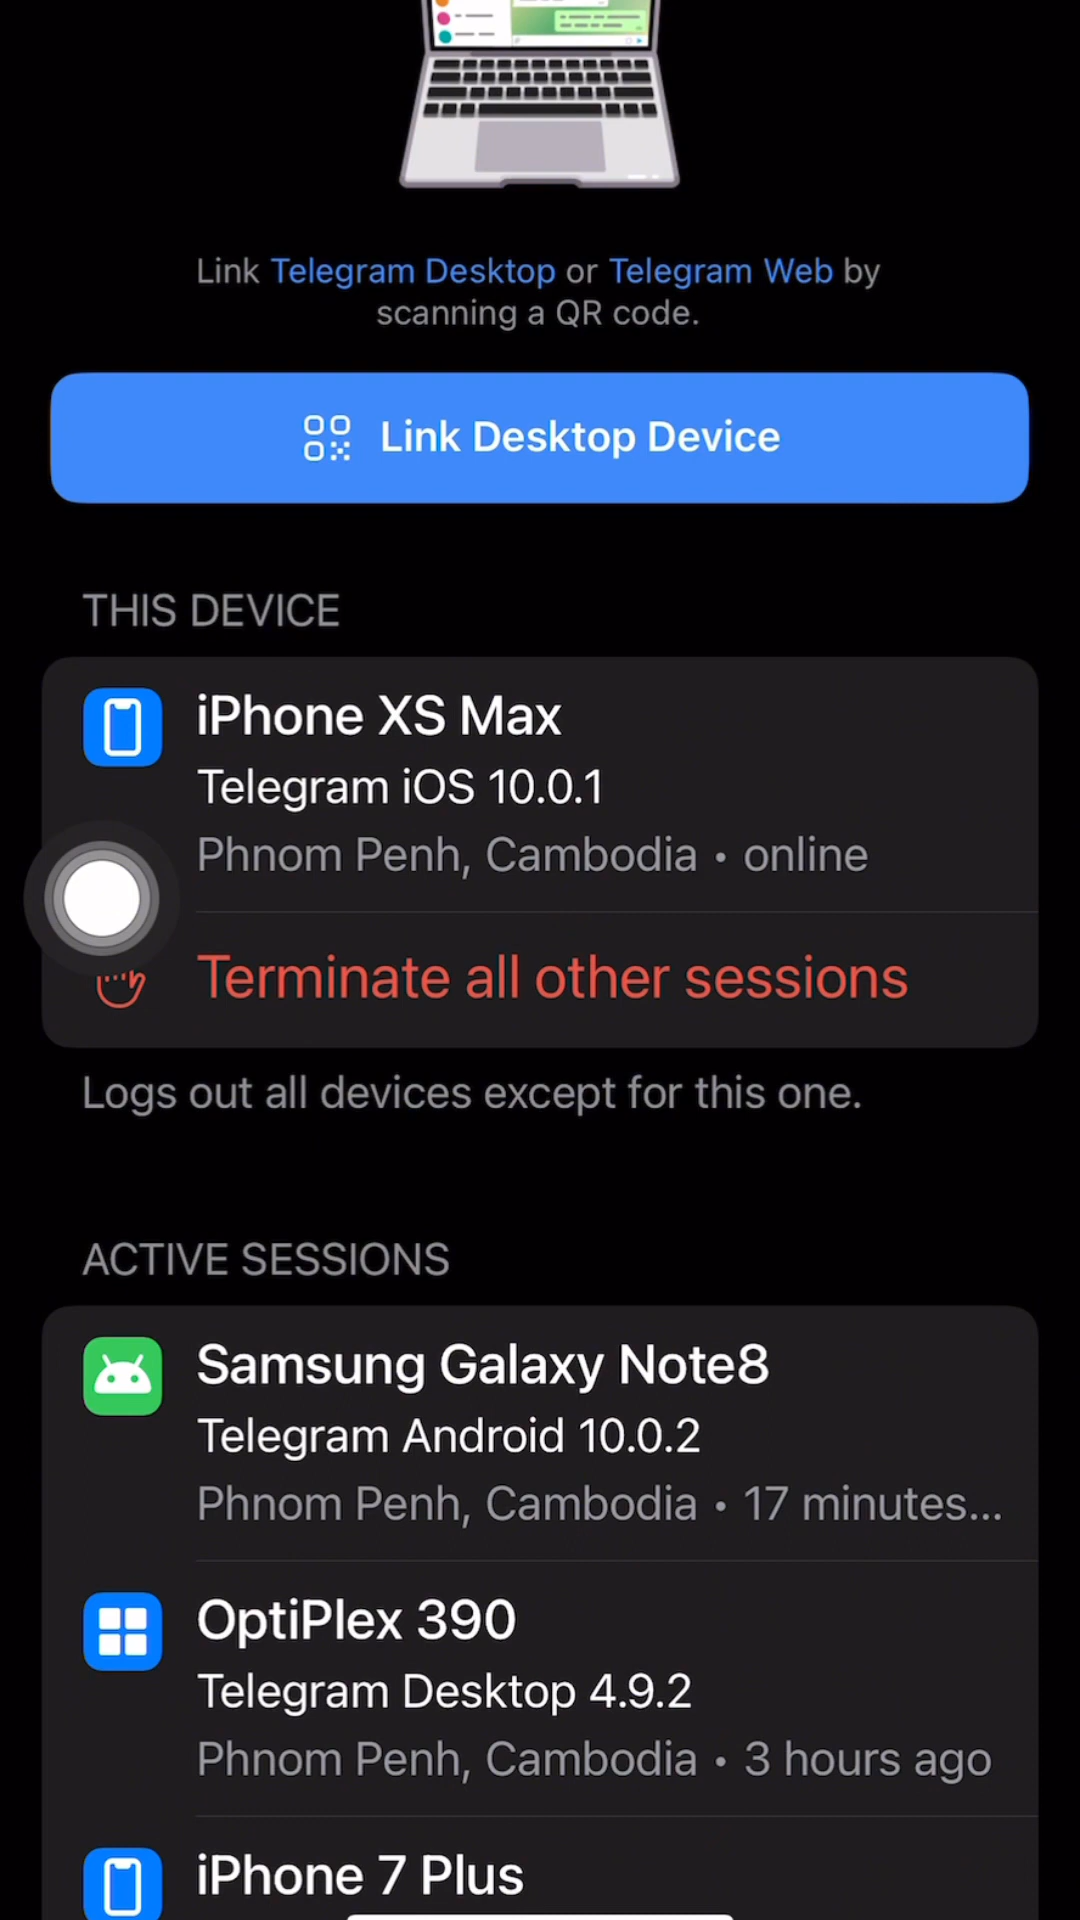 Link Telegram Desktop or Telegram Web by
scanning a QR code.
Link Desktop Device
THIS DEVICE
iPhone XS Max
Telegram iOS 10.0.1
Phnom Penh, Cambodia • online
Terminate all other sessions
Logs out all devices except for this one.
ACTIVE SESSIONS
Samsung Galaxy Note8
Telegram Android 10.0.2
Phnom Penh, Cambodia • 17 minutes...
OptiPlex 390
Telegram Desktop 4.9.2
Phnom Penh, Cambodia • 3 hours ago
iPhone 7 Plus